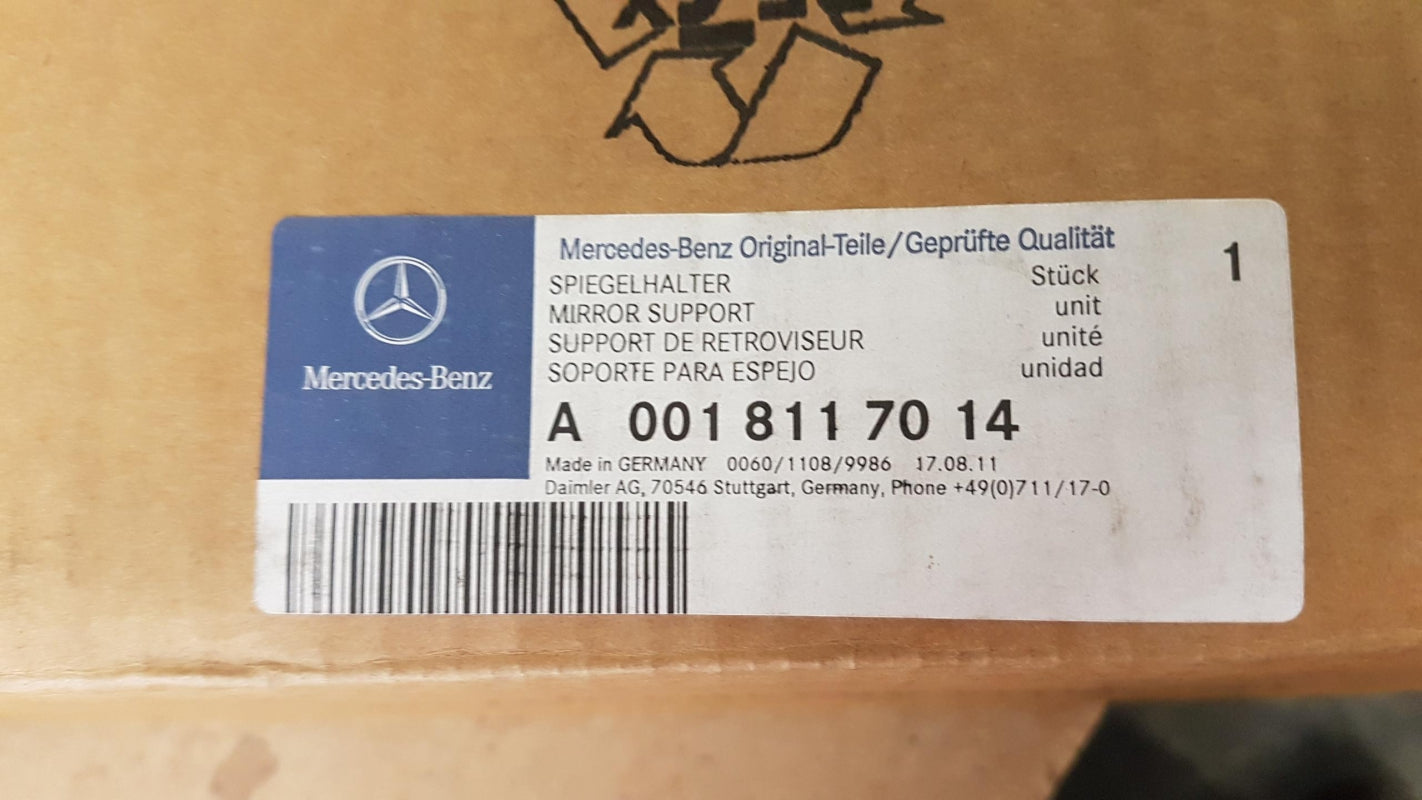 Mercedes-Benz
Mercedes-Benz Original-Teile/Geprüfte Qualität
1
SPIEGELHALTER Stück
MIRROR SUPPORT unit
SUPPORT DE RETROVISEUR unité
SOPORTE PARA ESPEJO unidad
A 001 811 70 14
Made in GERMANY 0060/1108/9986 17.08.11
Daimler AG, 70546 Stuttgart, Germany, Phone +49(0)711/17-0